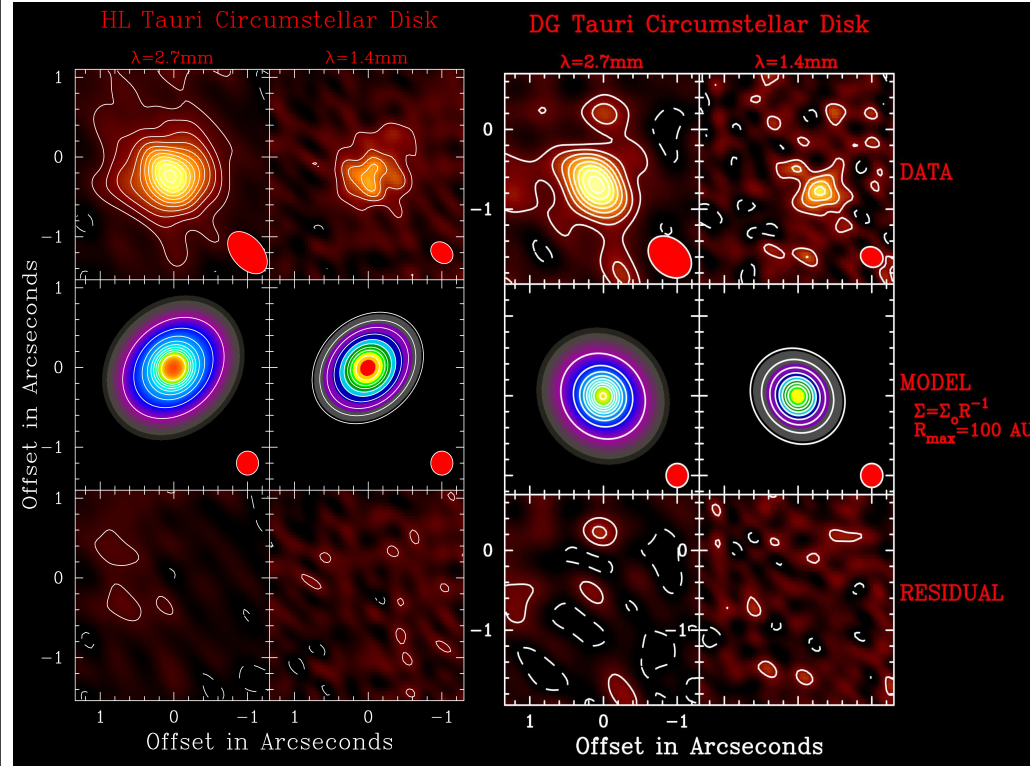 HL Tauri Circumstellar Disk
λ=2.7mm
λ=1.4mm
1
0
−1
1
0
−1
1
0
−1
Offset in Arcseconds
1
0
−1
1
0
−1
Offset in Arcseconds
DG Tauri Circumstellar Disk
λ=2.7mm
λ=1.4mm
0
−1
DATA
MODEL
Σ=Σ₀R⁻¹
Rmax=100 AU
0
−1
0
−1
RESIDUAL
1
0
−1
1
0
−1
Offset in Arcseconds